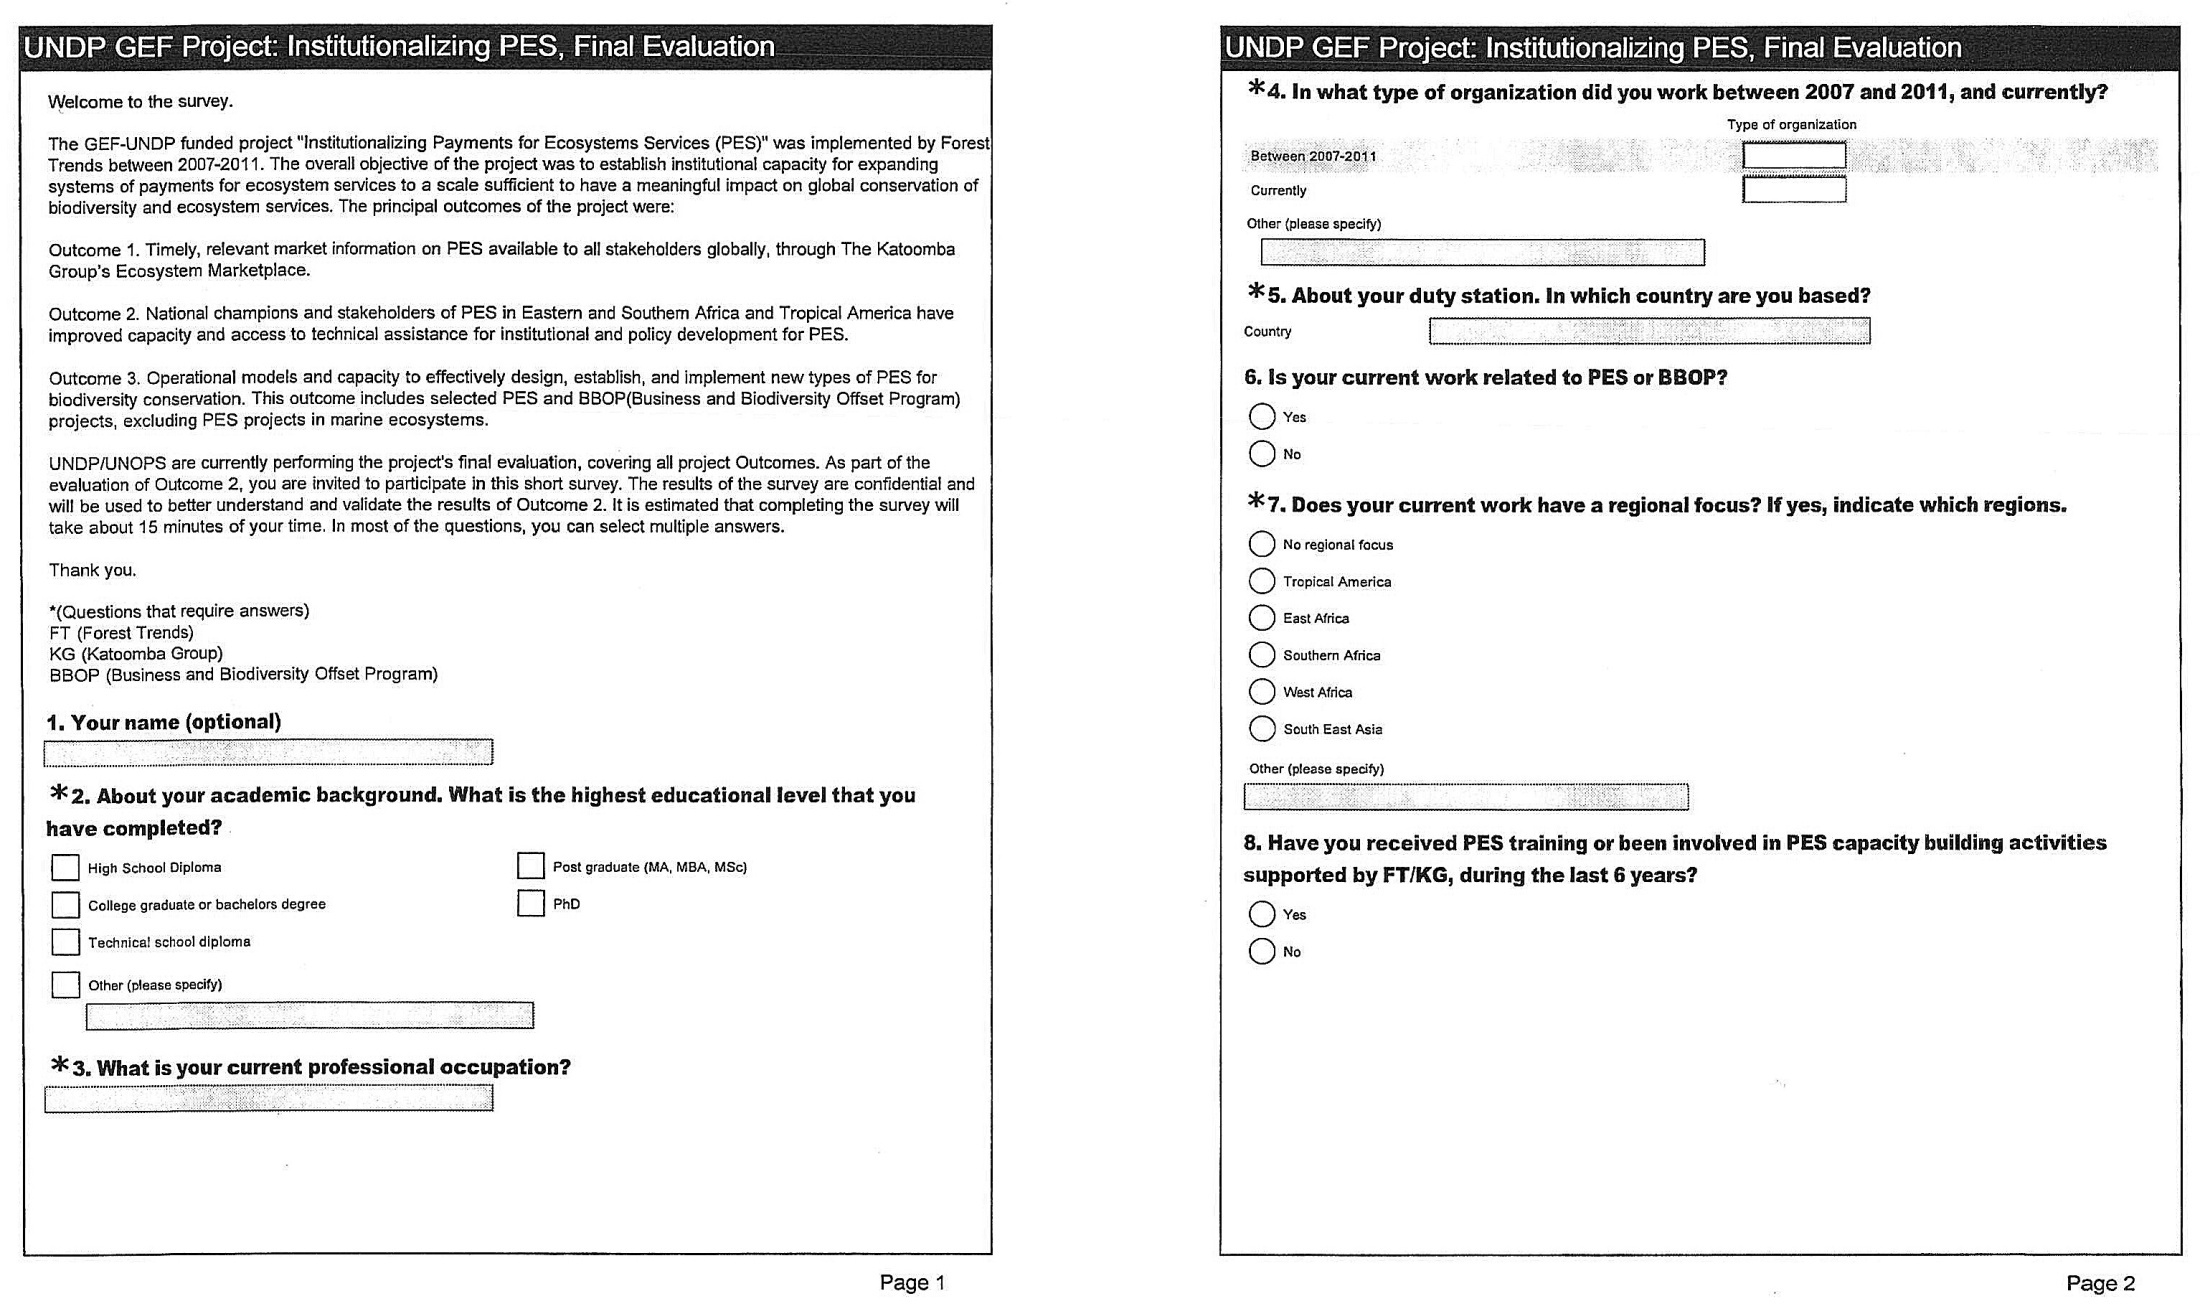 UNDP GEF Project: Institutionalizing PES, Final Evaluation
Welcome to the survey.
The GEF-UNDP funded project "Institutionalizing Payments for Ecosystems Services (PES)" was implemented by Forest
Trends between 2007-2011. The overall objective of the project was to establish institutional capacity for expanding
systems of payments for ecosystem services to a scale sufficient to have a meaningful impact on global conservation of
biodiversity and ecosystem services. The principal outcomes of the project were:
Outcome 1. Timely, relevant market information on PES available to all stakeholders globally, through The Katoomba
Group's Ecosystem Marketplace.
Outcome 2. National champions and stakeholders of PES in Eastern and Southern Africa and Tropical America have
improved capacity and access to technical assistance for institutional and policy development for PES.
Outcome 3. Operational models and capacity to effectively design, establish, and implement new types of PES for
biodiversity conservation. This outcome includes selected PES and BBOP(Business and Biodiversity Offset Program)
projects, excluding PES projects in marine ecosystems.
UNDP/UNOPS are currently performing the project's final evaluation, covering all project Outcomes. As part of the
evaluation of Outcome 2, you are invited to participate in this short survey. The results of the survey are confidential and
will be used to better understand and validate the results of Outcome 2. It is estimated that completing the survey will
take about 15 minutes of your time. In most of the questions, you can select multiple answers.
Thank you.
*(Questions that require answers)
FT (Forest Trends)
KG (Katoomba Group)
BBOP (Business and Biodiversity Offset Program)
1. Your name (optional)
*2. About your academic background. What is the highest educational level that you
have completed?
High School Diploma
Post graduate (MA, MBA, MSc)
College graduate or bachelors degree
PhD
Technical school diploma
Other (please specify)
*3. What is your current professional occupation?
Page 1
UNDP GEF Project: Institutionalizing PES, Final Evaluation
*4. In what type of organization did you work between 2007 and 2011, and currently?
Type of organization
Between 2007-2011
Currently
Other (please specify)
*5. About your duty station. In which country are you based?
Country
6. Is your current work related to PES or BBOP?
Yes
No
*7. Does your current work have a regional focus? If yes, indicate which regions.
No regional focus
Tropical America
East Africa
Southern Africa
West Africa
South East Asia
Other (please specify)
8. Have you received PES training or been involved in PES capacity building activities
supported by FT/KG, during the last 6 years?
Yes
No
Page 2